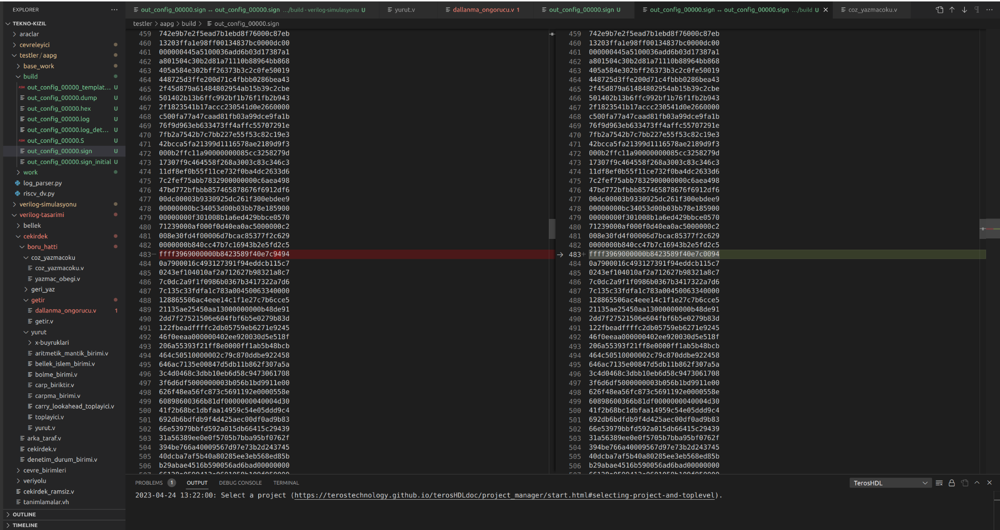 EXPLORER ...
TEKNO-KIZIL
araclar
cevreleyici
testler / aapg
base_work
build
out_config_00000_templat... U
out_config_00000.dump U
out_config_00000.hex U
out_config_00000.log U
out_config_00000.log_det... U
out_config_00000.S U
out_config_00000.sign U
out_config_00000.sign_initial U
work
log_parser.py
riscv_dv.py
verilog-simulasyonu
verilog-tasarimi
bellek
cekirdek
boru_hatti
coz_yazmacoku
coz_yazmacoku.v
yazmac_obegi.v
geri_yaz
getir
dallanma_ongorucu.v 1
getir.v
yurut
x-buyruklari
aritmetik_mantik_birimi.v
bellek_islem_birimi.v
bolme_birimi.v
carp_biriktir.v
carpma_birimi.v
carry_lookahead_toplayici.v
toplayici.v
yurut.v
arka_taraf.v
cekirdek.v
denetim_durum_birimi.v
cevre_birimleri
veriyolu
cekirdek_ramsiz.v
tanimlamalar.vh
OUTLINE
TIMELINE
out_config_00000.sign ↔ out_config_00000.sign .../build - verilog-simulasyonu U
yurut.v
dallanma_ongorucu.v 1
out_config_00000.sign U
out_config_00000.sign ↔ out_config_00000.sign .../build U
coz_yazmacoku.v
testler > aapg > build > out_config_00000.sign
459 742e9b7e2f5ead7b1ebd8f76000c87eb
460 13203ffa1e98ff00134837bc0000dc00
461 000000445a5100036add6b03d17387a1
462 a801504c30b2d81a71110b88964bb868
463 405a584e302bff26373b3c2c0fe50019
464 448725d3ffe200d71c4fbbb0286bea43
465 2f45d879a61484802954ab15b39c2cbe
466 501402b13b6ffc992bf1b76f1fb2b943
467 2f1823541b17accc230541d0e2660000
468 c500fa77a47caad81fb03a99dce9fa1b
469 76f9d963eb633473ff4affc55707291e
470 7fb2a7542b7c7bb227e55f53c82c19e3
471 42bcca5fa21399d1116578ae2189d9f3
472 000b2ffc11a90000000085cc3258279d
473 17307f9c464558f268a3003c83c346c3
474 11df8ef0b55f11ce732f0ba4dc2633d6
475 7c2fef75abb7832900000000c6aea498
476 47bd772bfbbb857465878676f6912df6
477 00dc00003b9330925dc261f300ebdee9
478 00000000bc34053d00b03bb78e185900
479 00000000f301008b1a6ed429bbce0570
480 71239000af000f0d40ea0ac5000000c2
481 008e30fd4f00006d7bcac85377f2c629
482 0000000b840cc47b7c16943b2e5fd2c5
483− ffff3969000000b8423589f40e7c9494
484 0a7900016c493127391f94eddcb115c7
485 0243ef104010af2a712627b98321a8c7
486 7c0dc2a9f1f0986b0367b3417322a7d6
487 7c135c33fdfa1c783a00450063340000
488 128865506ac4eee14c1f1e27c7b6cce5
489 21135ae25450aa13000000000b48de91
490 2dd7f27521506e604fbf6b5e0279b83d
491 122fbeadffffc2db05759eb6271e9245
492 46f0eeaa000000402ee920030d5e518f
493 206a55393f21ff8e0000ff1ab5b48bcb
494 464c50510000002c79c870ddbe922458
495 646ac7135e00847d5db11b862f307a5a
496 3c4d0468c3dbb10eb6d58c9473061708
497 3f6d6df5000000003b056b1bd9911e00
498 626f48ea56fc873c5691192e0000558e
499 60898600366b81df0000000040004d30
500 41f2b68bc1dbfaa14959c54e05ddd9c4
501 692db6bdfdb9f4d425aec00df0ad9b83
502 66e53979bbfd592a015db66415c29439
503 31a56389ee0e0f5705b7bba95bf0762f
504 394be766a40009567d97e73b2d243745
505 40dcba7af5b40a80285ee3eb568ed85b
506 b29abae4516b590056ad6bad00000000
459 742e9b7e2f5ead7b1ebd8f76000c87eb
460 13203ffa1e98ff00134837bc0000dc00
461 000000445a5100036add6b03d17387a1
462 a801504c30b2d81a71110b88964bb868
463 405a584e302bff26373b3c2c0fe50019
464 448725d3ffe200d71c4fbbb0286bea43
465 2f45d879a61484802954ab15b39c2cbe
466 501402b13b6ffc992bf1b76f1fb2b943
467 2f1823541b17accc230541d0e2660000
468 c500fa77a47caad81fb03a99dce9fa1b
469 76f9d963eb633473ff4affc55707291e
470 7fb2a7542b7c7bb227e55f53c82c19e3
471 42bcca5fa21399d1116578ae2189d9f3
472 000b2ffc11a90000000085cc3258279d
473 17307f9c464558f268a3003c83c346c3
474 11df8ef0b55f11ce732f0ba4dc2633d6
475 7c2fef75abb7832900000000c6aea498
476 47bd772bfbbb857465878676f6912df6
477 00dc00003b9330925dc261f300ebdee9
478 00000000bc34053d00b03bb78e185900
479 00000000f301008b1a6ed429bbce0570
480 71239000af000f0d40ea0ac5000000c2
481 008e30fd4f00006d7bcac85377f2c629
482 0000000b840cc47b7c16943b2e5fd2c5
→ 483+ ffff3969000000b8423589f40e7c0094
484 0a7900016c493127391f94eddcb115c7
485 0243ef104010af2a712627b98321a8c7
486 7c0dc2a9f1f0986b0367b3417322a7d6
487 7c135c33fdfa1c783a00450063340000
488 128865506ac4eee14c1f1e27c7b6cce5
489 21135ae25450aa13000000000b48de91
490 2dd7f27521506e604fbf6b5e0279b83d
491 122fbeadffffc2db05759eb6271e9245
492 46f0eeaa000000402ee920030d5e518f
493 206a55393f21ff8e0000ff1ab5b48bcb
494 464c50510000002c79c870ddbe922458
495 646ac7135e00847d5db11b862f307a5a
496 3c4d0468c3dbb10eb6d58c9473061708
497 3f6d6df5000000003b056b1bd9911e00
498 626f48ea56fc873c5691192e0000558e
499 60898600366b81df0000000040004d30
500 41f2b68bc1dbfaa14959c54e05ddd9c4
501 692db6bdfdb9f4d425aec00df0ad9b83
502 66e53979bbfd592a015db66415c29439
503 31a56389ee0e0f5705b7bba95bf0762f
504 394be766a40009567d97e73b2d243745
505 40dcba7af5b40a80285ee3eb568ed85b
506 b29abae4516b590056ad6bad00000000
PROBLEMS 1 OUTPUT DEBUG CONSOLE TERMINAL TerosHDL
2023-04-24 13:22:00: Select a project (https://terostechnology.github.io/terosHDLdoc/project_manager/start.html#selecting-project-and-toplevel).